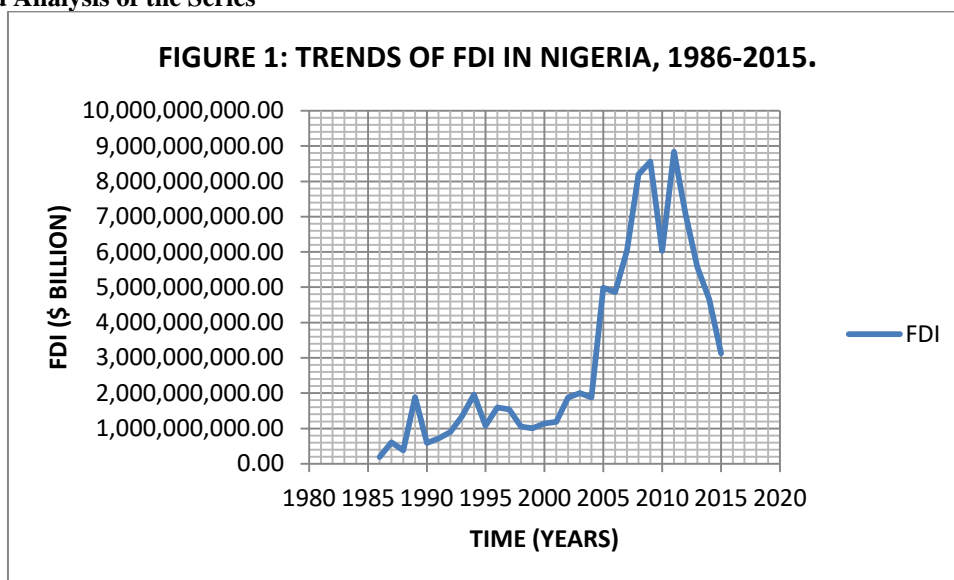 Analysis of the Series
FIGURE 1: TRENDS OF FDI IN NIGERIA, 1986-2015.
10,000,000,000.00
9,000,000,000.00
8,000,000,000.00
7,000,000,000.00
6,000,000,000.00
5,000,000,000.00
4,000,000,000.00
3,000,000,000.00
2,000,000,000.00
1,000,000,000.00
0.00
FDI ($ BILLION)
FDI
1980 1985 1990 1995 2000 2005 2010 2015 2020
TIME (YEARS)